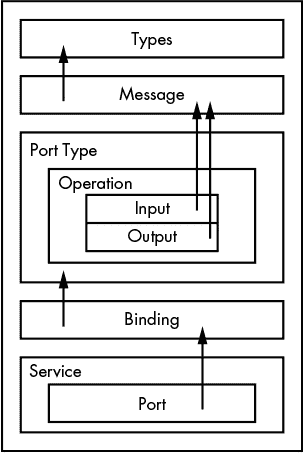 Types
Message
Port Type
Operation
Input
Output
Binding
Service
Port